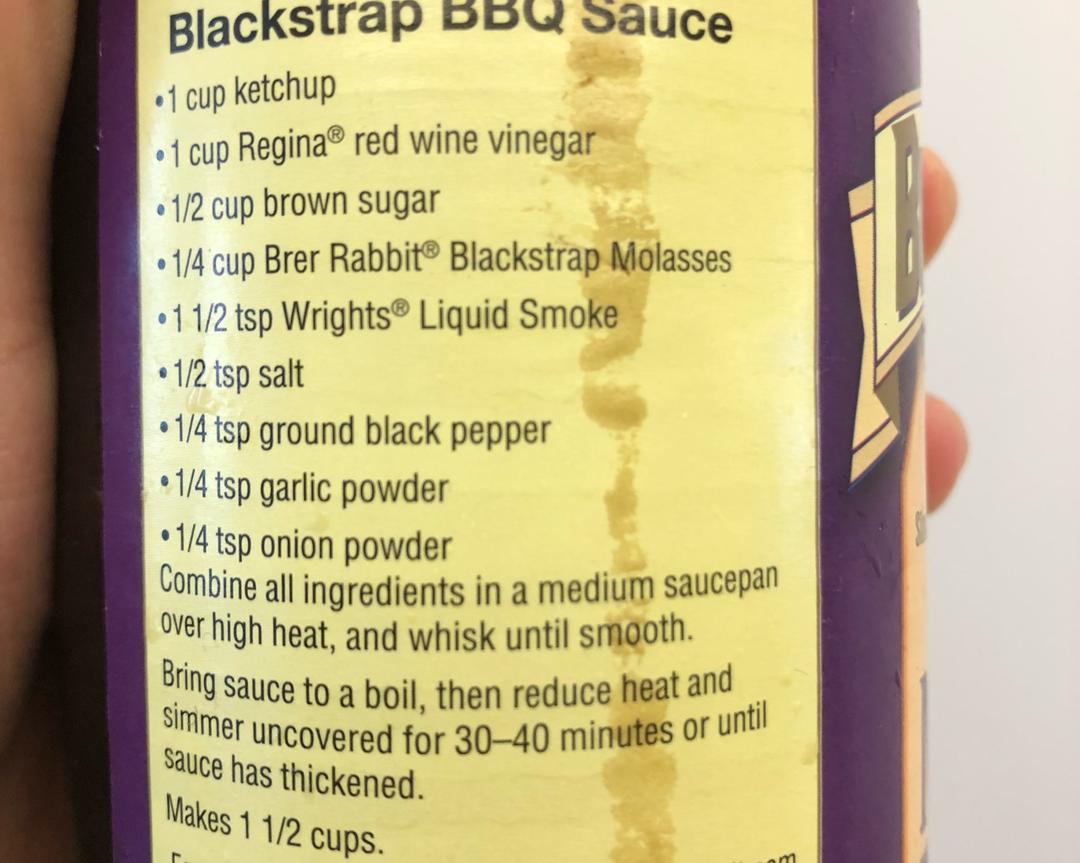 Blackstrap BBQ Sauce
•1 cup ketchup
•1 cup Regina® red wine vinegar
•1/2 cup brown sugar
•1/4 cup Brer Rabbit® Blackstrap Molasses
•1 1/2 tsp Wrights® Liquid Smoke
•1/2 tsp salt
•1/4 tsp ground black pepper
•1/4 tsp garlic powder
•1/4 tsp onion powder
Combine all ingredients in a medium saucepan
over high heat, and whisk until smooth.
Bring sauce to a boil, then reduce heat and
simmer uncovered for 30–40 minutes or until
sauce has thickened.
Makes 1 1/2 cups.